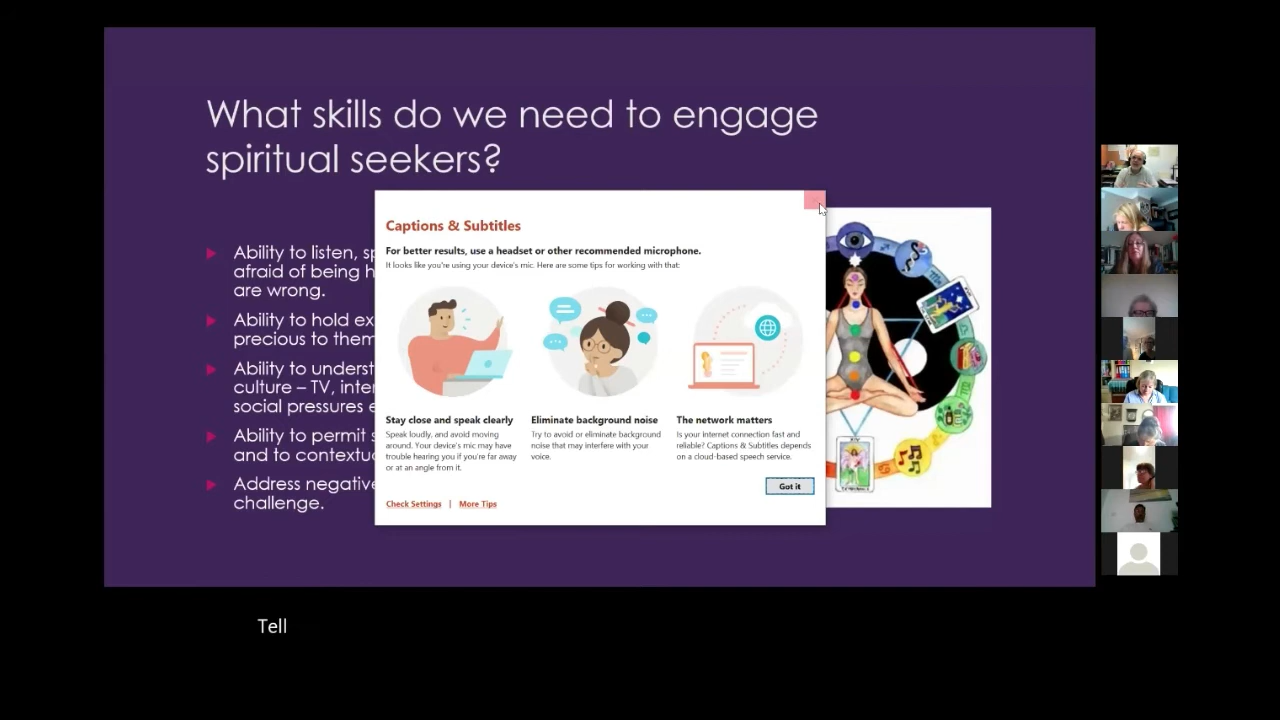 What skills do we need to engage
spiritual seekers?
Ability to listen,
afraid of being
are wrong.
Ability to hold
precious to them
Ability to
culture – TV,
social pressures
Ability to permit
and to
Address
challenge.
Captions & Subtitles
For better results, use a headset or other recommended microphone.
It looks like you're using your device's mic. Here are some tips for working with that:
Stay close and speak clearly
Speak loudly, and avoid moving
around. Your device's mic may have
trouble hearing you if you're far away
or at an angle from it.
Eliminate background noise
Try to avoid or eliminate background
noise that may interfere with your
voice.
The network matters
Is your internet connection fast and
reliable? Captions & Subtitles depends
on a cloud-based speech service.
Got it
Check Settings | More Tips
Tell